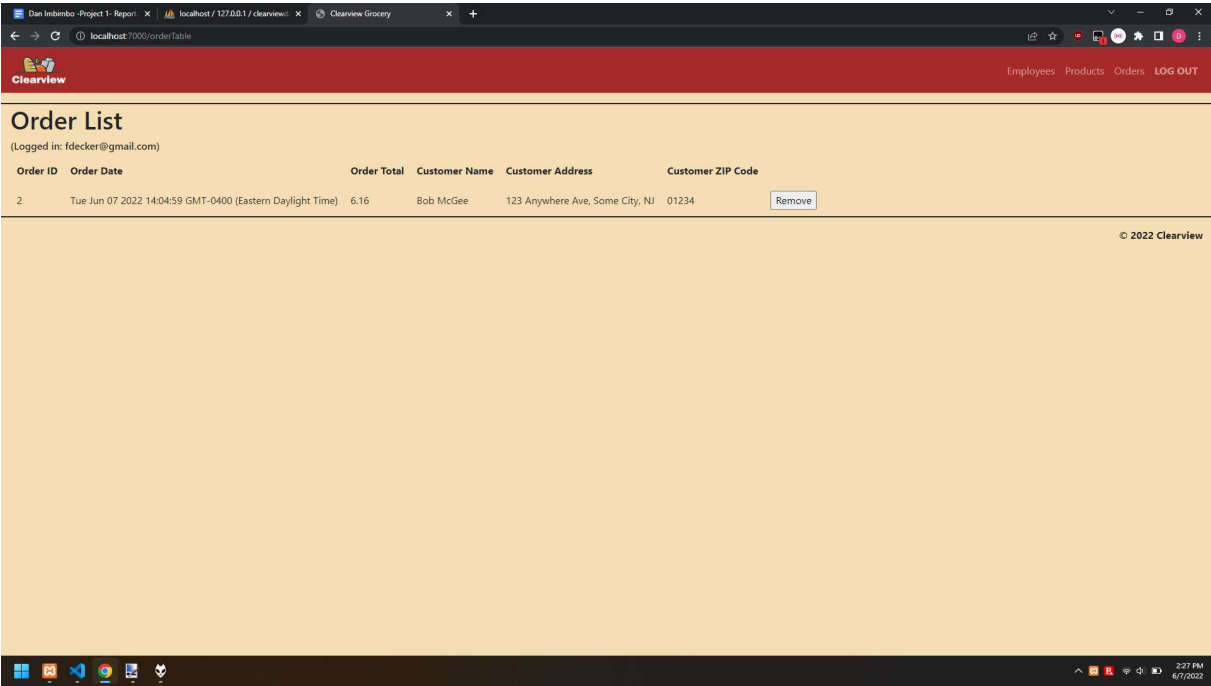 Dan Imbimbo -Project 1- Report
localhost / 127.0.0.1 / clearviewd
Clearview Grocery
localhost:7000/orderTable
Clearview
Employees Products Orders LOG OUT
Order List
(Logged in: fdecker@gmail.com)
Order ID Order Date Order Total Customer Name Customer Address Customer ZIP Code
2 Tue Jun 07 2022 14:04:59 GMT-0400 (Eastern Daylight Time) 6.16 Bob McGee 123 Anywhere Ave, Some City, NJ 01234 Remove
© 2022 Clearview
2:27 PM
6/7/2022